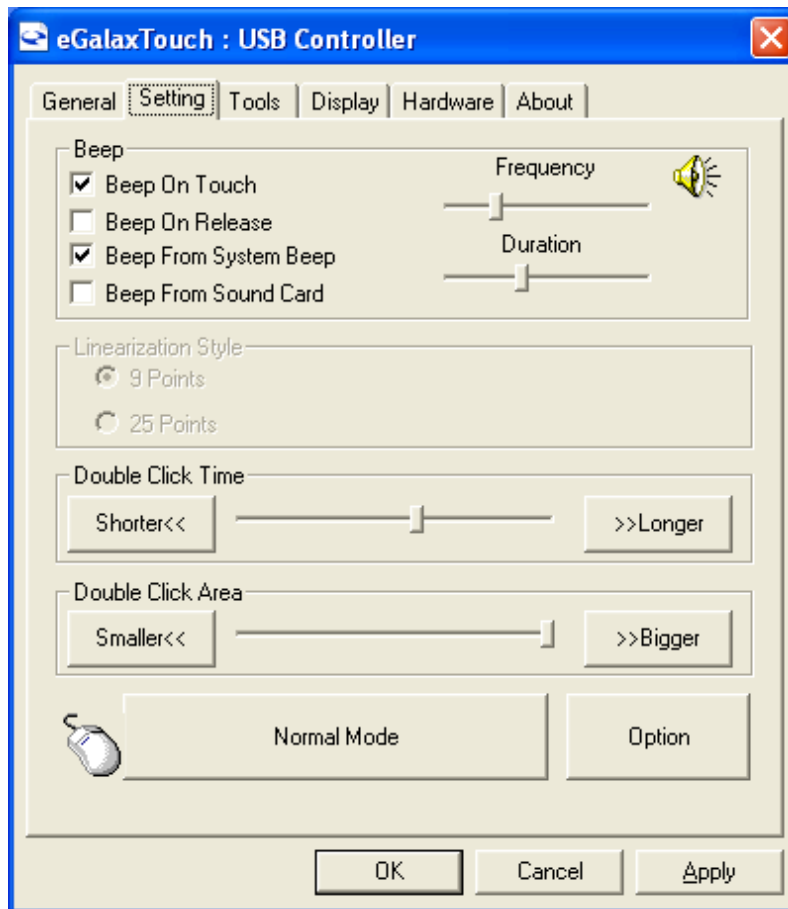 eGalaxTouch : USB Controller
General Setting Tools Display Hardware About
Beep
Beep On Touch
Beep On Release
Beep From System Beep
Beep From Sound Card
Frequency
Duration
Linearization Style
9 Points
25 Points
Double Click Time
Shorter<< >>Longer
Double Click Area
Smaller<< >>Bigger
Normal Mode Option
OK Cancel Apply